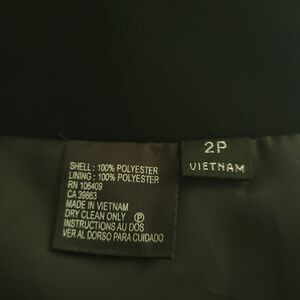 SHELL : 100% POLYESTER
LINING : 100% POLYESTER
RN 106409
CA 39863
MADE IN VIETNAM
DRY CLEAN ONLY Ⓟ
INSTRUCTIONS AU DOS
VER AL DORSO PARA CUIDADO
2P
VIETNAM